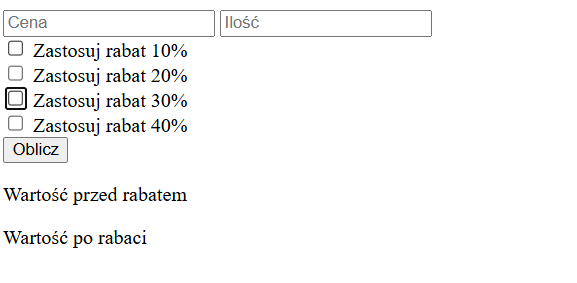 Cena Ilość
Zastosuj rabat 10%
Zastosuj rabat 20%
Zastosuj rabat 30%
Zastosuj rabat 40%
Oblicz
Wartość przed rabatem
Wartość po rabaci